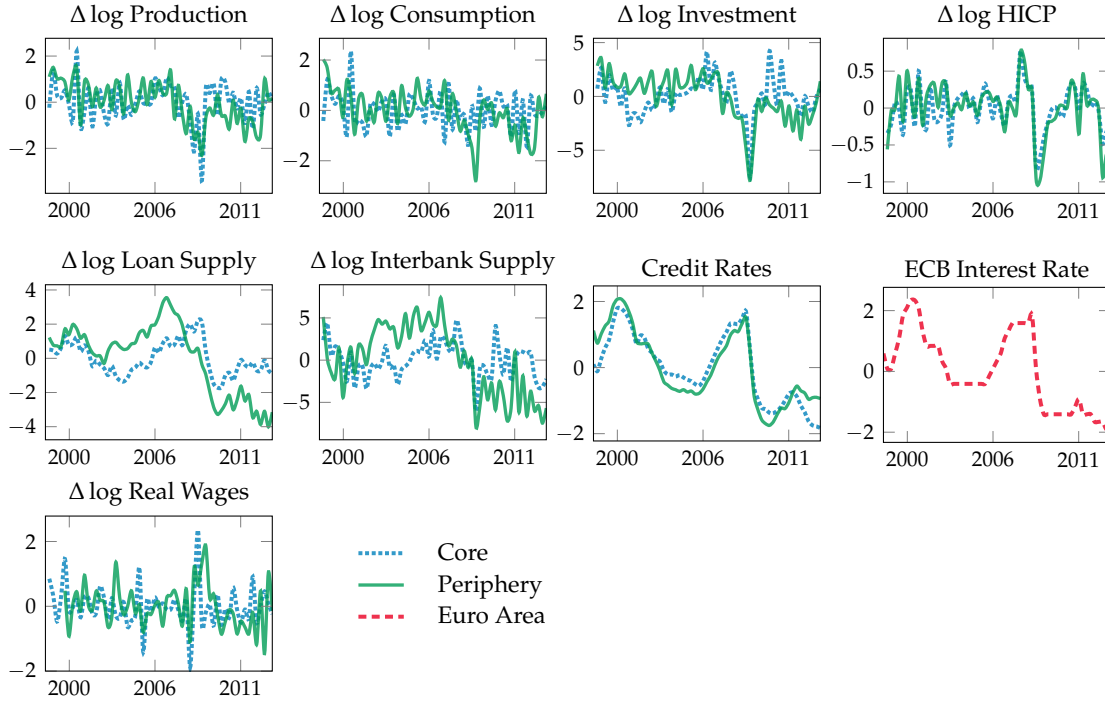 Δ log Production
2
0
−2
2000 2006 2011
Δ log Consumption
2
0
−2
2000 2006 2011
Δ log Investment
5
0
−5
2000 2006 2011
Δ log HICP
0.5
0
−0.5
−1
2000 2006 2011
Δ log Loan Supply
4
2
0
−2
−4
2000 2006 2011
Δ log Interbank Supply
5
0
−5
2000 2006 2011
Credit Rates
2
0
−2
2000 2006 2011
ECB Interest Rate
2
0
−2
2000 2006 2011
Δ log Real Wages
2
0
−2
2000 2006 2011
Core
Periphery
Euro Area